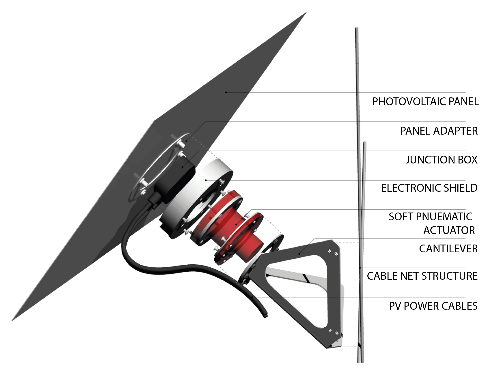 PHOTOVOLTAIC PANEL
PANEL ADAPTER
JUNCTION BOX
ELECTRONIC SHIELD
SOFT PNUEMATIC
ACTUATOR
CANTILEVER
CABLE NET STRUCTURE
PV POWER CABLES